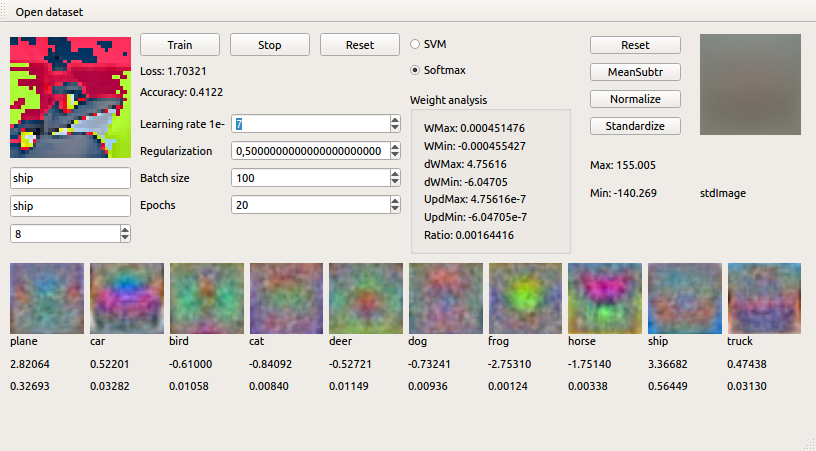 Open dataset
Train Stop Reset
SVM
Softmax
Reset
MeanSubtr
Normalize
Standardize
Loss: 1.70321
Accuracy: 0.4122
Learning rate 1e- 7
Regularization 0,5000000000000000000000
Batch size 100
Epochs 20
Weight analysis
WMax: 0.000451476
WMin: -0.000455427
dWMax: 4.75616
dWMin: -6.04705
UpdMax: 4.75616e-7
UpdMin: -6.04705e-7
Ratio: 0.00164416
Max: 155.005
Min: -140.269 stdImage
ship
ship
8
plane car bird cat deer dog frog horse ship truck
2.82064 0.52201 -0.61000 -0.84092 -0.52721 -0.73241 -2.75310 -1.75140 3.36682 0.47438
0.32693 0.03282 0.01058 0.00840 0.01149 0.00936 0.00124 0.00338 0.56449 0.03130